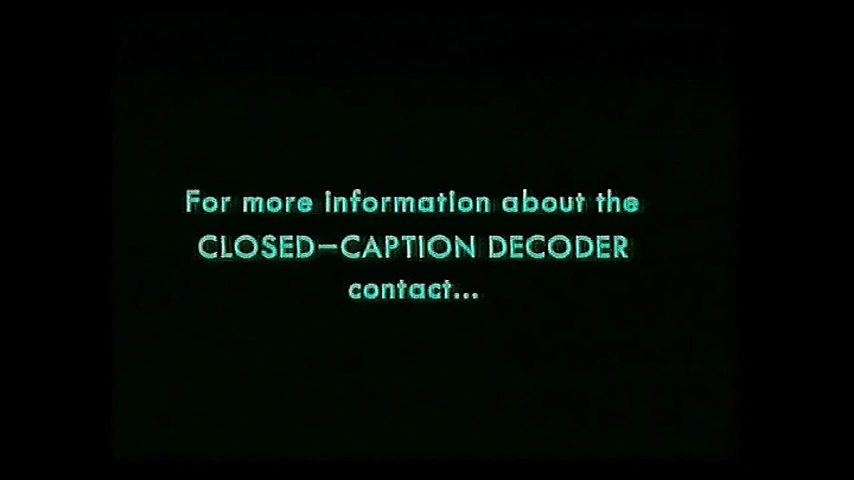 For more information about the
CLOSED–CAPTION DECODER
contact...